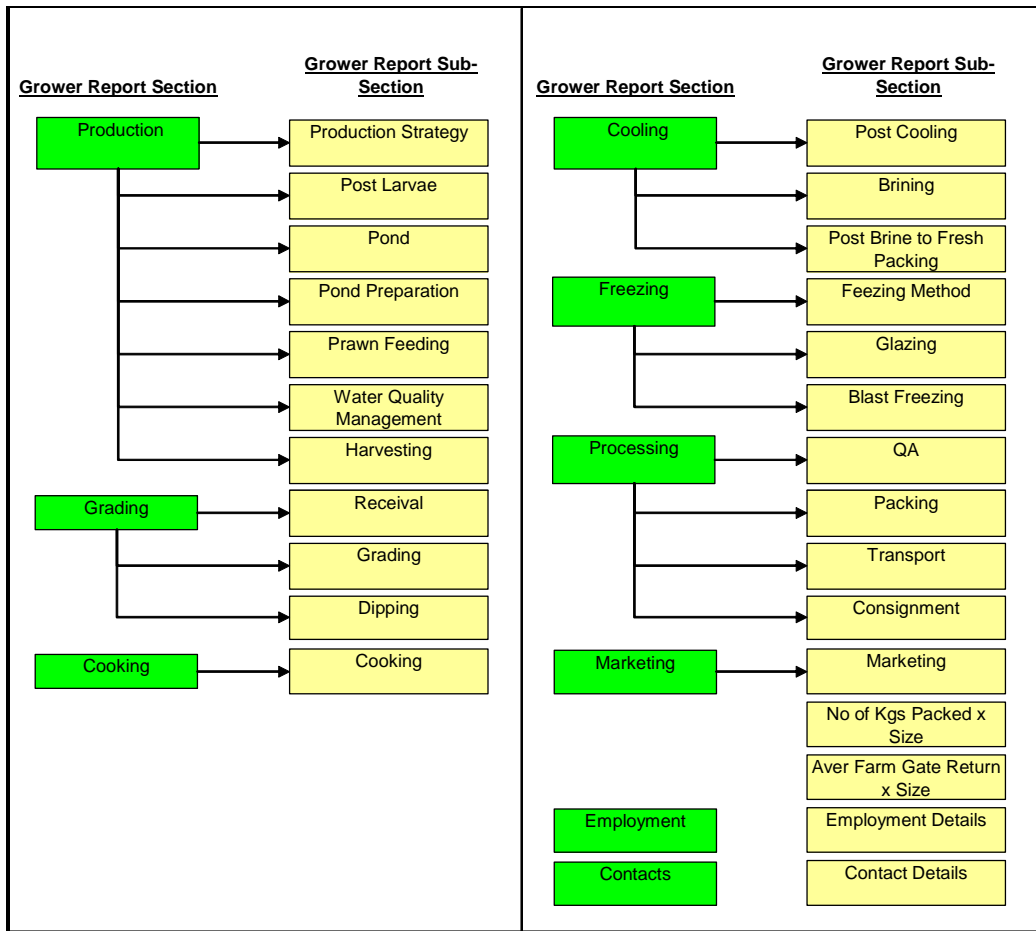 Grower Report Section
Grower Report Sub-
Section
Production
Production Strategy
Post Larvae
Pond
Pond Preparation
Prawn Feeding
Water Quality
Management
Harvesting
Grading
Receival
Grading
Dipping
Cooking
Cooking
Grower Report Section
Grower Report Sub-
Section
Cooling
Post Cooling
Brining
Post Brine to Fresh
Packing
Freezing
Feezing Method
Glazing
Blast Freezing
Processing
QA
Packing
Transport
Consignment
Marketing
Marketing
No of Kgs Packed x
Size
Aver Farm Gate Return
x Size
Employment
Employment Details
Contacts
Contact Details